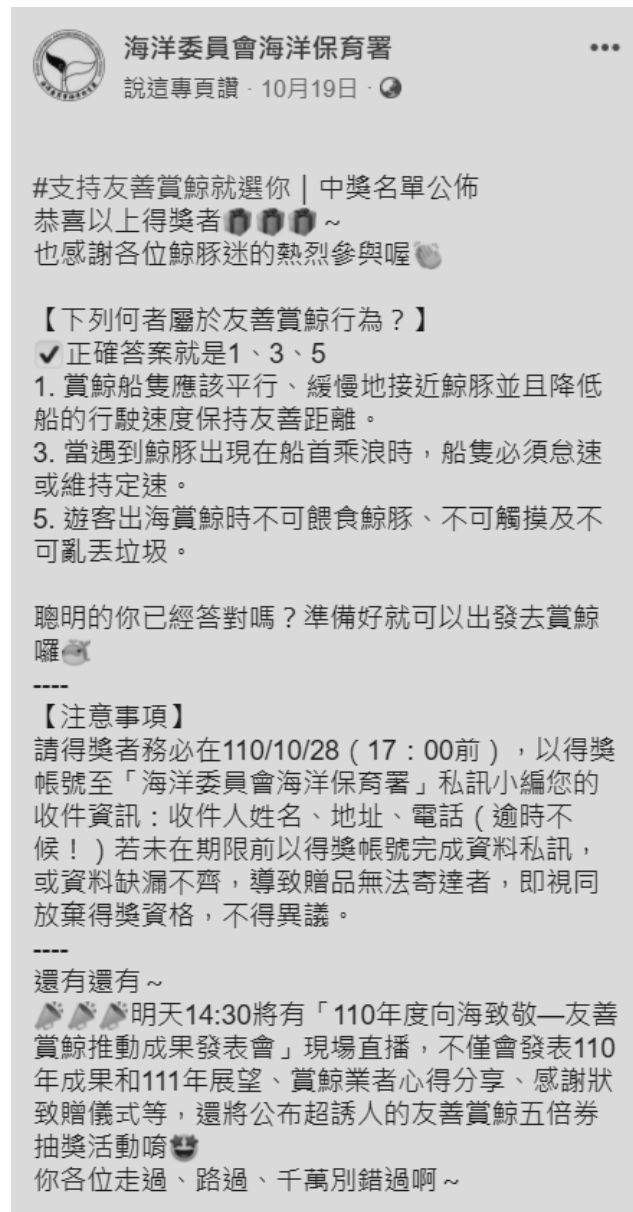 海洋委員會海洋保育署
說這專頁讚 · 10月19日 ·
#支持友善賞鯨就選你｜中獎名單公佈
恭喜以上得獎者🎁🎁🎁～
也感謝各位鯨豚迷的熱烈參與喔👏
【下列何者屬於友善賞鯨行為？】
✔正確答案就是1、3、5
1. 賞鯨船隻應該平行、緩慢地接近鯨豚並且降低
船的行駛速度保持友善距離。
3. 當遇到鯨豚出現在船首乘浪時，船隻必須怠速
或維持定速。
5. 遊客出海賞鯨時不可餵食鯨豚、不可觸摸及不
可亂丟垃圾。
聰明的你已經答對嗎？準備好就可以出發去賞鯨
囉🐳
----
【注意事項】
請得獎者務必在110/10/28（17：00前），以得獎
帳號至「海洋委員會海洋保育署」私訊小編您的
收件資訊：收件人姓名、地址、電話（逾時不
候！）若未在期限前以得獎帳號完成資料私訊，
或資料缺漏不齊，導致贈品無法寄達者，即視同
放棄得獎資格，不得異議。
----
還有還有～
🎉🎉🎉明天14:30將有「110年度向海致敬—友善
賞鯨推動成果發表會」現場直播，不僅會發表110
年成果和111年展望、賞鯨業者心得分享、感謝狀
致贈儀式等，還將公布超誘人的友善賞鯨五倍券
抽獎活動唷🤩
你各位走過、路過、千萬別錯過啊～